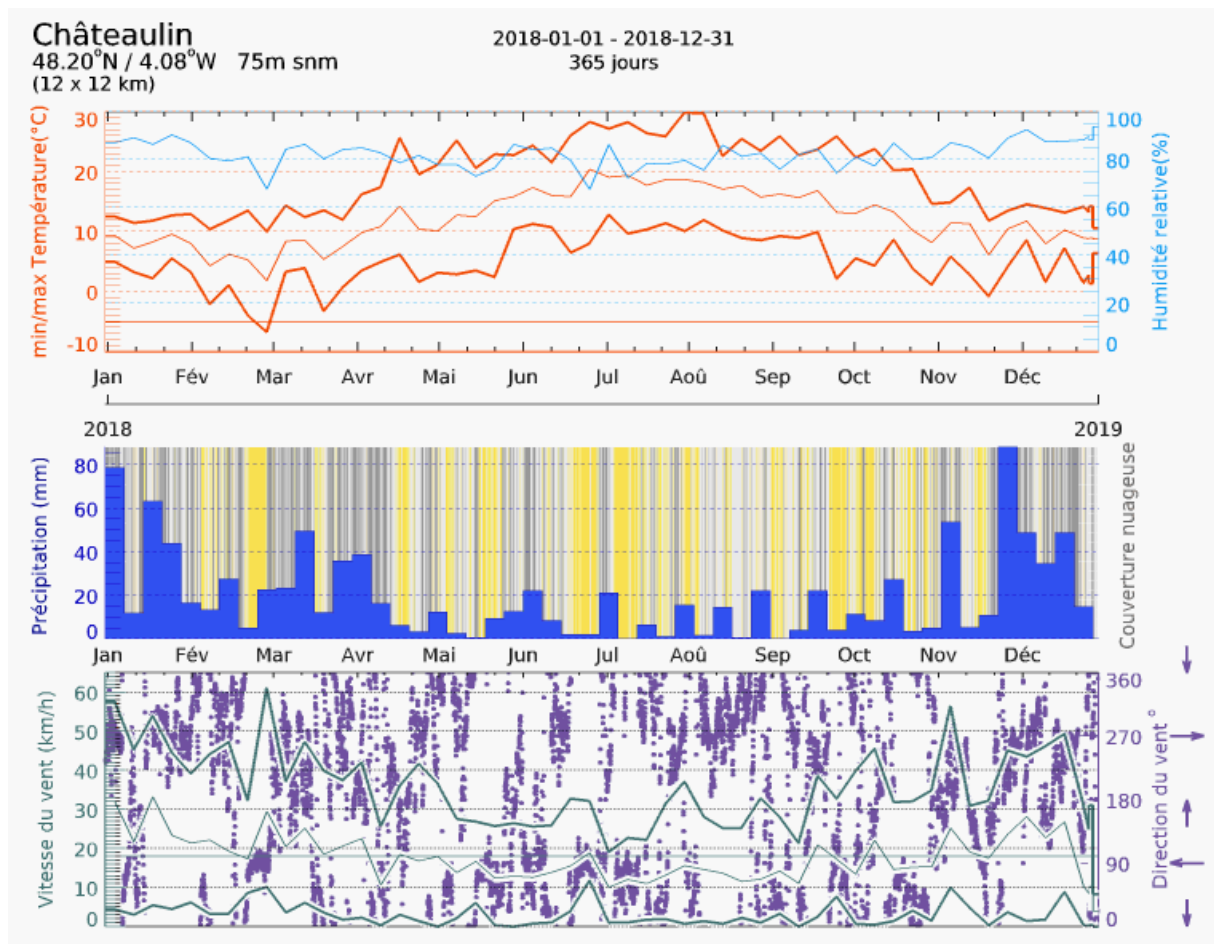 Châteaulin
48.20°N / 4.08°W 75m snm
(12 x 12 km)
2018-01-01 - 2018-12-31
365 jours
min/max Température(°C)
30
20
10
0
-10
Humidité relative(%)
100
80
60
40
20
0
Jan Fév Mar Avr Mai Jun Jul Aoû Sep Oct Nov Déc
2018 2019
Précipitation (mm)
80
60
40
20
0
Couverture nuageuse
Jan Fév Mar Avr Mai Jun Jul Aoû Sep Oct Nov Déc
Vitesse du vent (km/h)
60
50
40
30
20
10
0
360
270
180
90
0
Direction du vent °